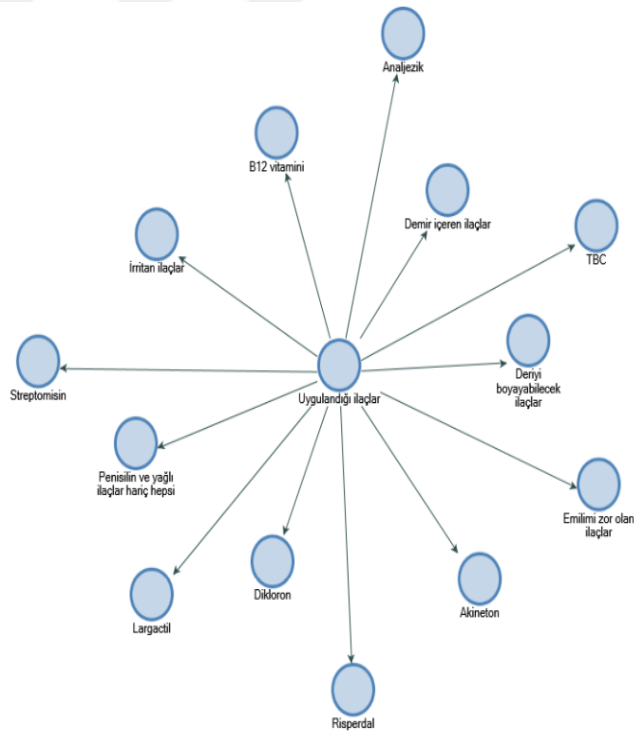 Analjezik
B12 vitamini
Demir içeren ilaçlar
TBC
İrritan ilaçlar
Streptomisin
Uygulandığı ilaçlar
Deriyi
boyayabilecek
ilaçlar
Penisilin ve yağlı
ilaçlar hariç hepsi
Emilimi zor olan
ilaçlar
Largactil
Dikloron
Akineton
Risperdal